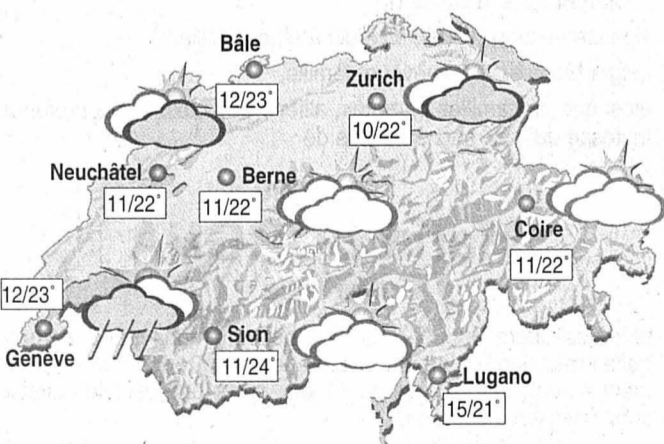 Bâle
12/23°
Zurich
10/22°
Neuchâtel
11/22°
Berne
11/22°
Coire
11/22°
12/23°
Genève
Sion
11/24°
Lugano
15/21°